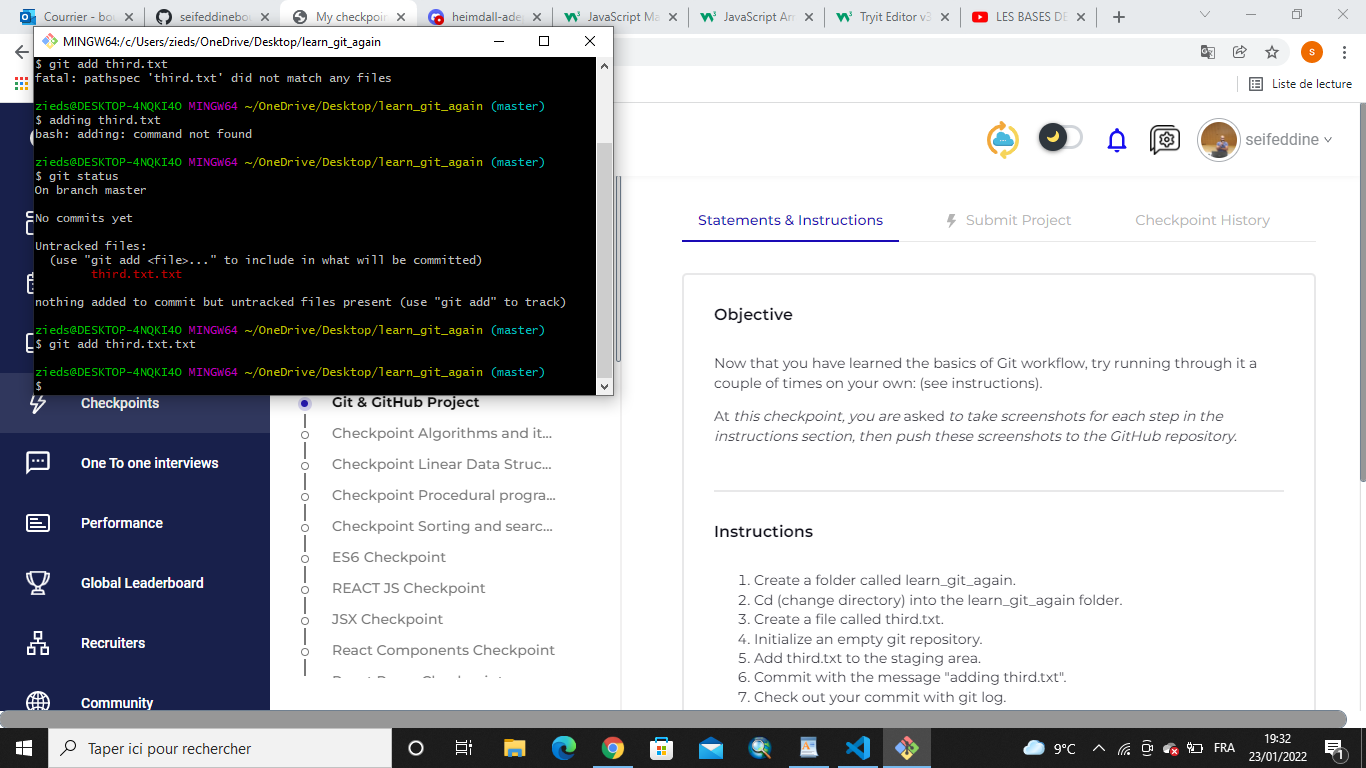 Courrier - bou
seifeddinebou
My checkpoin
heimdall-ade
JavaScript Ma
JavaScript Arr
Tryit Editor v3
LES BASES DE
MINGW64:/c/Users/zieds/OneDrive/Desktop/learn_git_again
s
Liste de lecture
$ git add third.txt
fatal: pathspec 'third.txt' did not match any files
zieds@DESKTOP-4NQKI4O MINGW64 ~/OneDrive/Desktop/learn_git_again (master)
$ adding third.txt
bash: adding: command not found
zieds@DESKTOP-4NQKI4O MINGW64 ~/OneDrive/Desktop/learn_git_again (master)
$ git status
On branch master
No commits yet
Untracked files:
(use "git add <file>..." to include in what will be committed)
third.txt.txt
nothing added to commit but untracked files present (use "git add" to track)
zieds@DESKTOP-4NQKI4O MINGW64 ~/OneDrive/Desktop/learn_git_again (master)
$ git add third.txt.txt
zieds@DESKTOP-4NQKI4O MINGW64 ~/OneDrive/Desktop/learn_git_again (master)
$
seifeddine
Checkpoints
One To one interviews
Performance
Global Leaderboard
Recruiters
Community
Git & GitHub Project
Checkpoint Algorithms and it...
Checkpoint Linear Data Struc...
Checkpoint Procedural progra...
Checkpoint Sorting and searc...
ES6 Checkpoint
REACT JS Checkpoint
JSX Checkpoint
React Components Checkpoint
Statements & Instructions
Submit Project
Checkpoint History
Objective
Now that you have learned the basics of Git workflow, try running through it a
couple of times on your own: (see instructions).
At this checkpoint, you are asked to take screenshots for each step in the
instructions section, then push these screenshots to the GitHub repository.
Instructions
1. Create a folder called learn_git_again.
2. Cd (change directory) into the learn_git_again folder.
3. Create a file called third.txt.
4. Initialize an empty git repository.
5. Add third.txt to the staging area.
6. Commit with the message "adding third.txt".
7. Check out your commit with git log.
Taper ici pour rechercher
9°C
FRA
19:32
23/01/2022
1